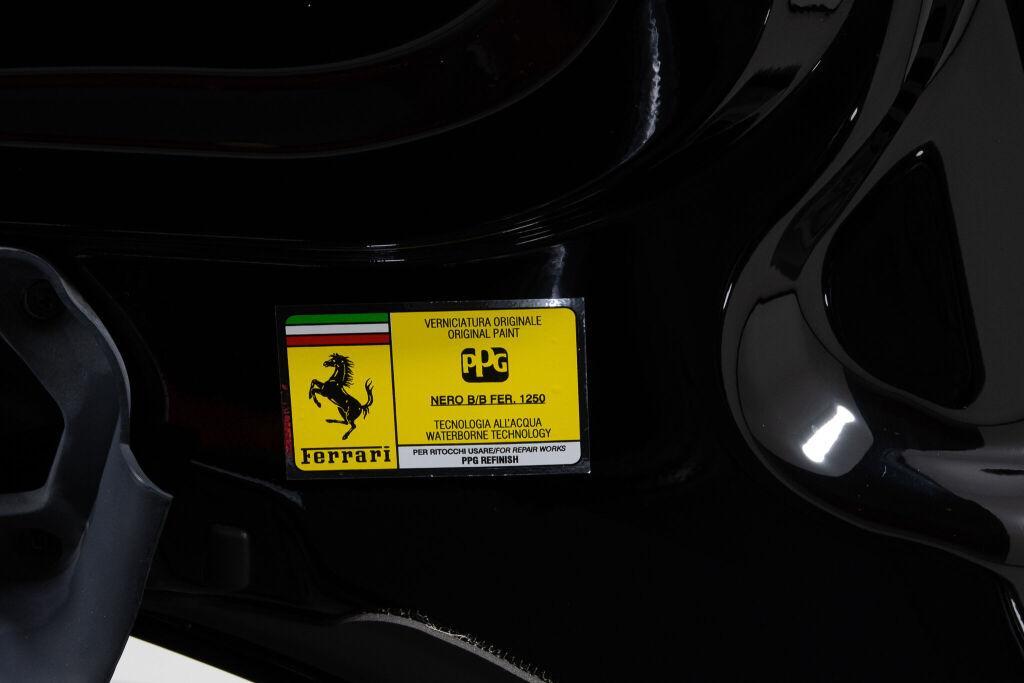 VERNICIATURA ORIGINALE
ORIGINAL PAINT
PPG
NERO B/B FER. 1250
TECNOLOGIA ALL'ACQUA
WATERBORNE TECHNOLOGY
Ferrari
PER RITOCCHI USARE/FOR REPAIR WORKS
PPG REFINISH